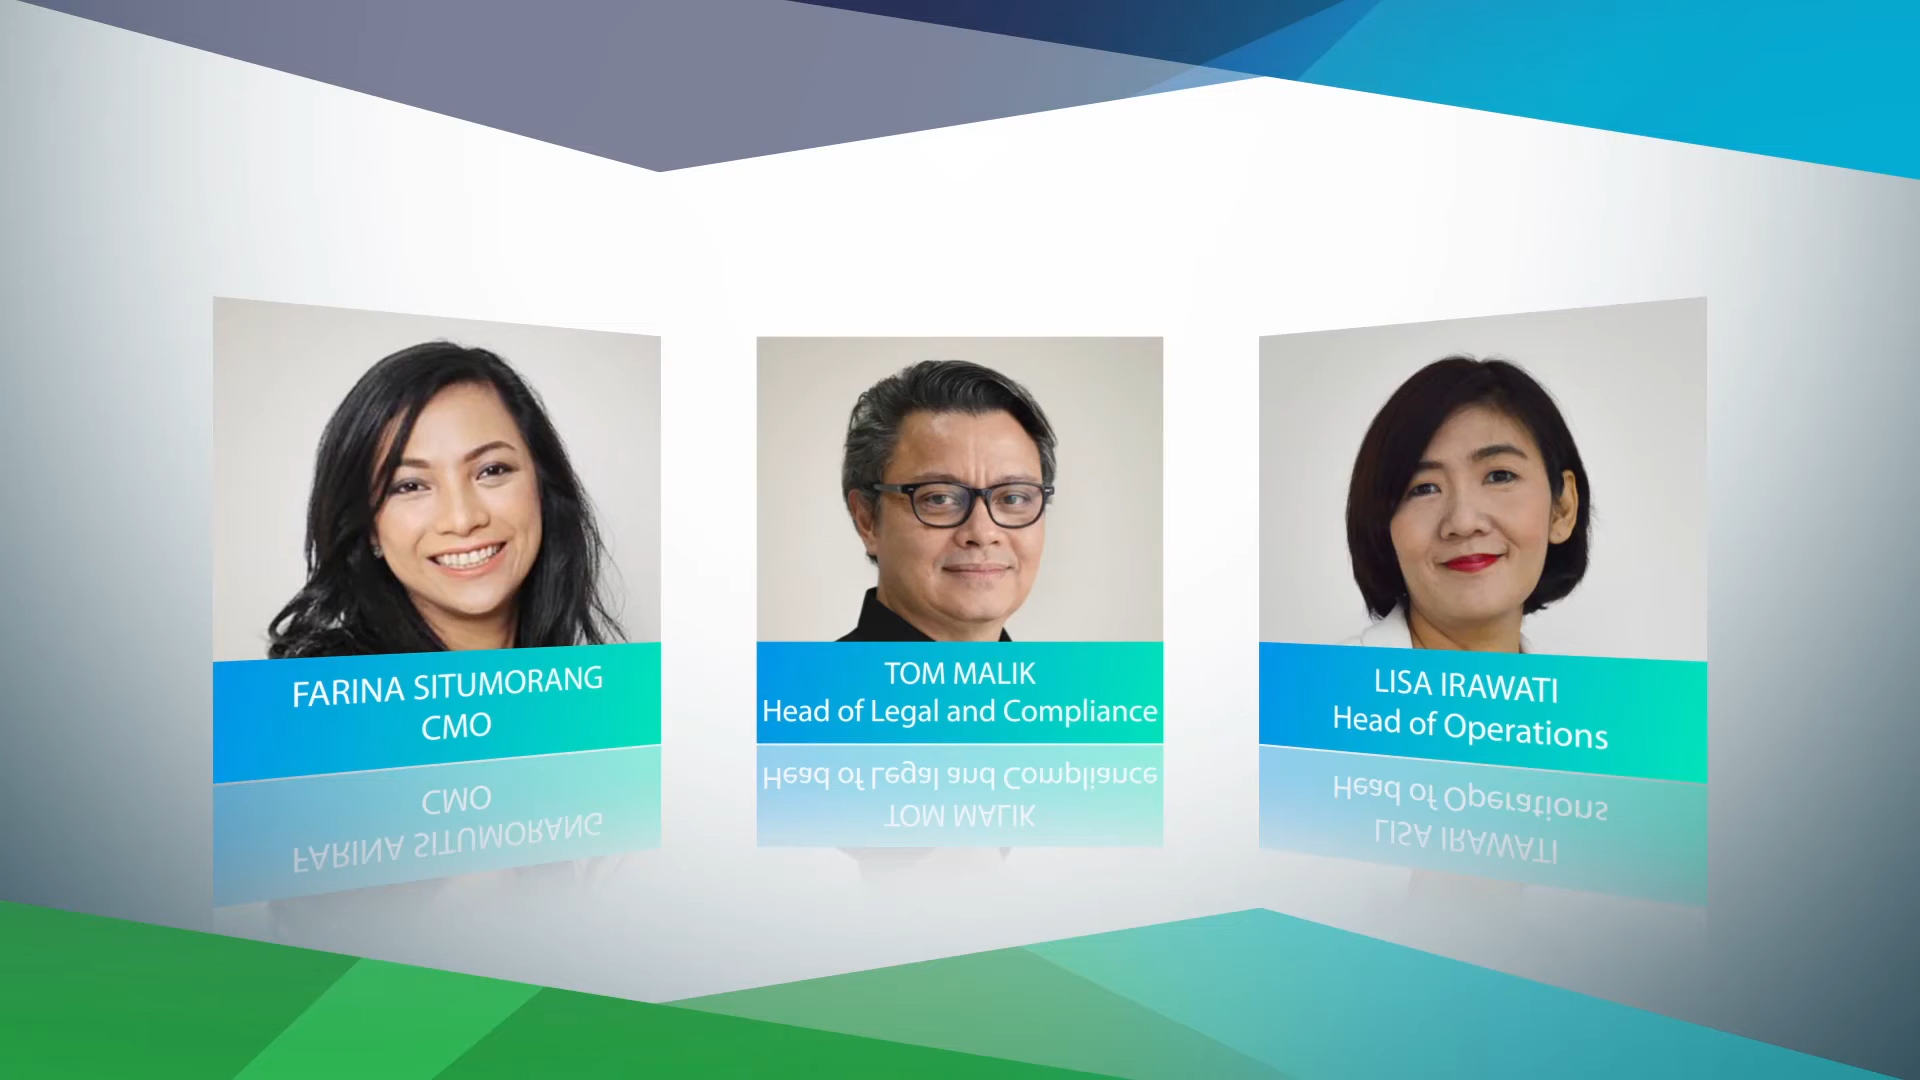 FARINA SITUMORANG
CMO
TOM MALIK
Head of Legal and Compliance
LISA IRAWATI
Head of Operations